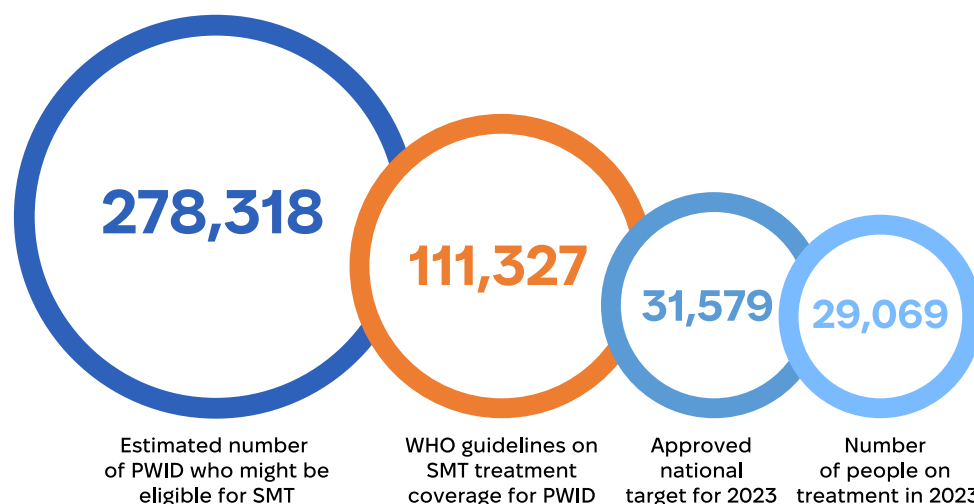 278,318
111,327
31,579
29,069
Estimated number
of PWID who might be
eligible for SMT
WHO guidelines on
SMT treatment
coverage for PWID
Approved
national
target for 2023
Number
of people on
treatment in 2023